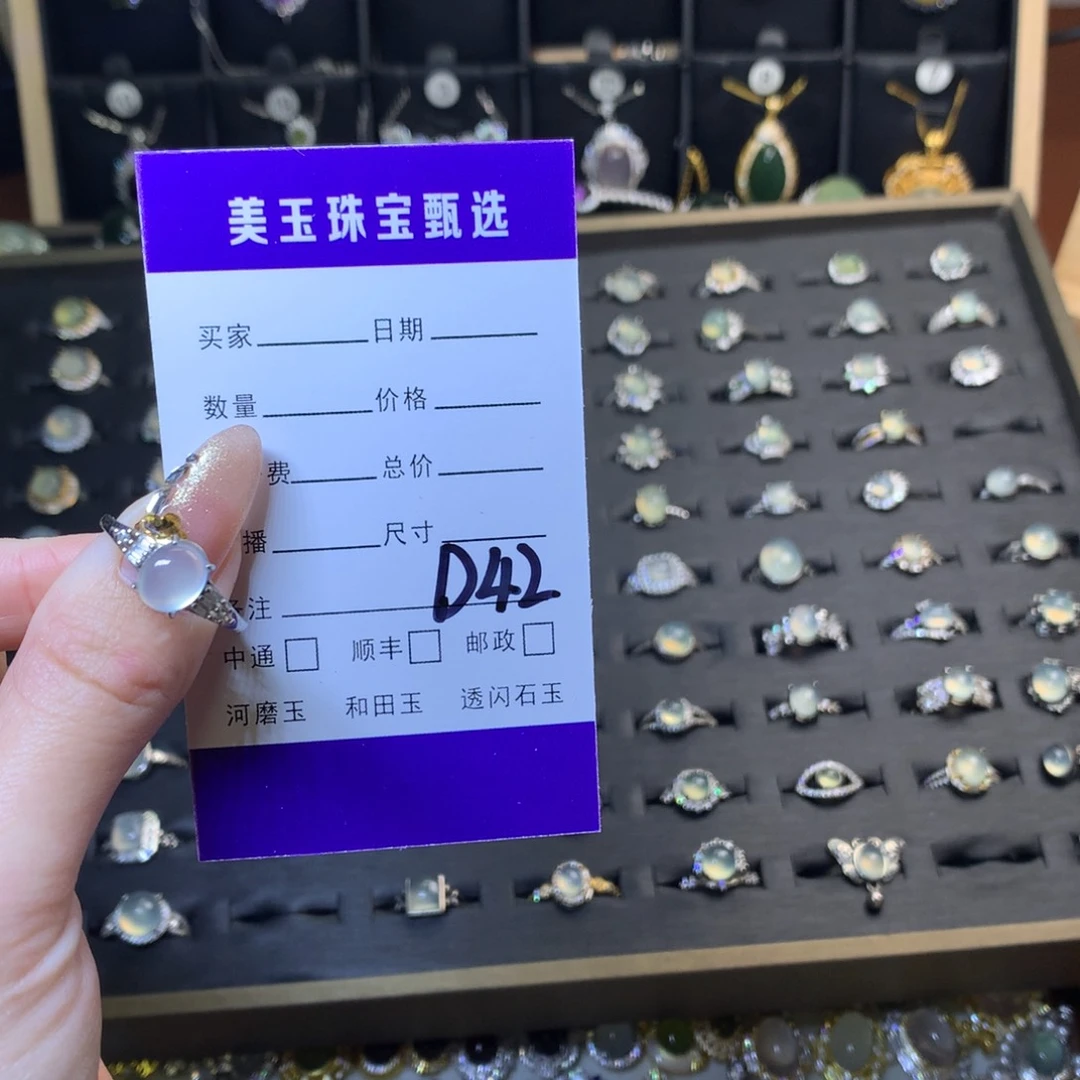 美玉珠宝甄选
买家 日期
数量 价格
费 总价
播 尺寸
D42
注
中通 顺丰 邮政
河磨玉 和田玉 透闪石玉